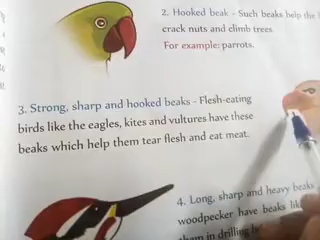 2. Hooked beak - Such beaks help the
crack nuts and climb trees.
For example: parrots.
3. Strong, sharp and hooked beaks - Flesh-eating
birds like the eagles, kites and vultures have these
beaks which help them tear flesh and eat meat.
4. Long, sharp and heavy beaks
woodpecker have beaks
them in drilling